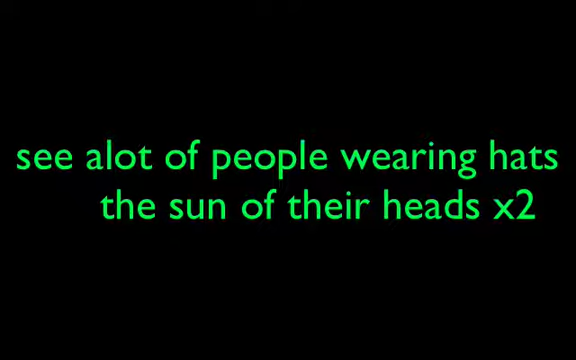 see alot of people wearing hats
the sun of their heads x2